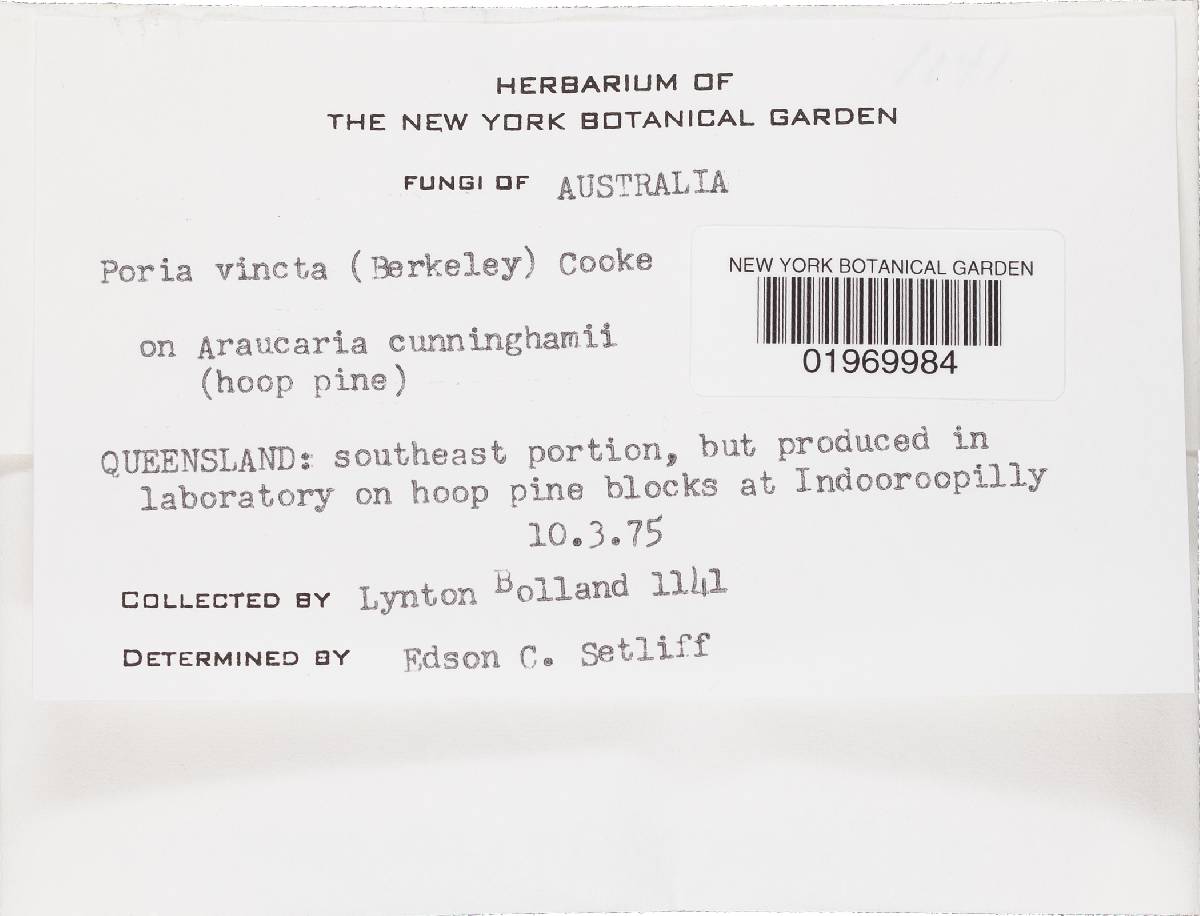 HERBARIUM OF
THE NEW YORK BOTANICAL GARDEN
FUNGI OF AUSTRALIA
Poria vincta (Berkeley) Cooke
NEW YORK BOTANICAL GARDEN
01969984
on Araucaria cunninghamii
(hoop pine)
QUEENSLAND: southeast portion, but produced in
laboratory on hoop pine blocks at Indooroopilly
10.3.75
COLLECTED BY Lynton Bolland 1141
DETERMINED BY Edson C. Setliff